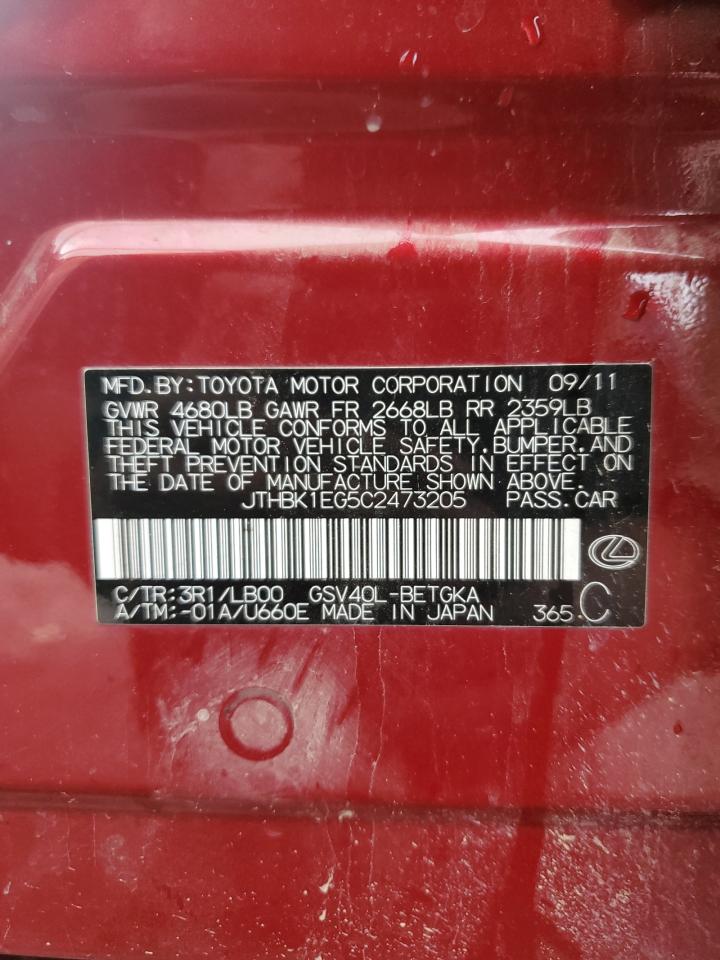 MFD.BY:TOYOTA MOTOR CORPORATION 09/11
GVWR 4680LB GAWR FR 2668LB RR 2359LB
THIS VEHICLE CONFORMS TO ALL APPLICABLE
FEDERAL MOTOR VEHICLE SAFETY,BUMPER,AND
THEFT PREVENTION STANDARDS IN EFFECT ON
THE DATE OF MANUFACTURE SHOWN ABOVE.
JTHBK1EG5C2473205 PASS.CAR
C/TR:3R1/LB00 GSV40L-BETGKA
A/TM:-01A/U660E MADE IN JAPAN 365 C